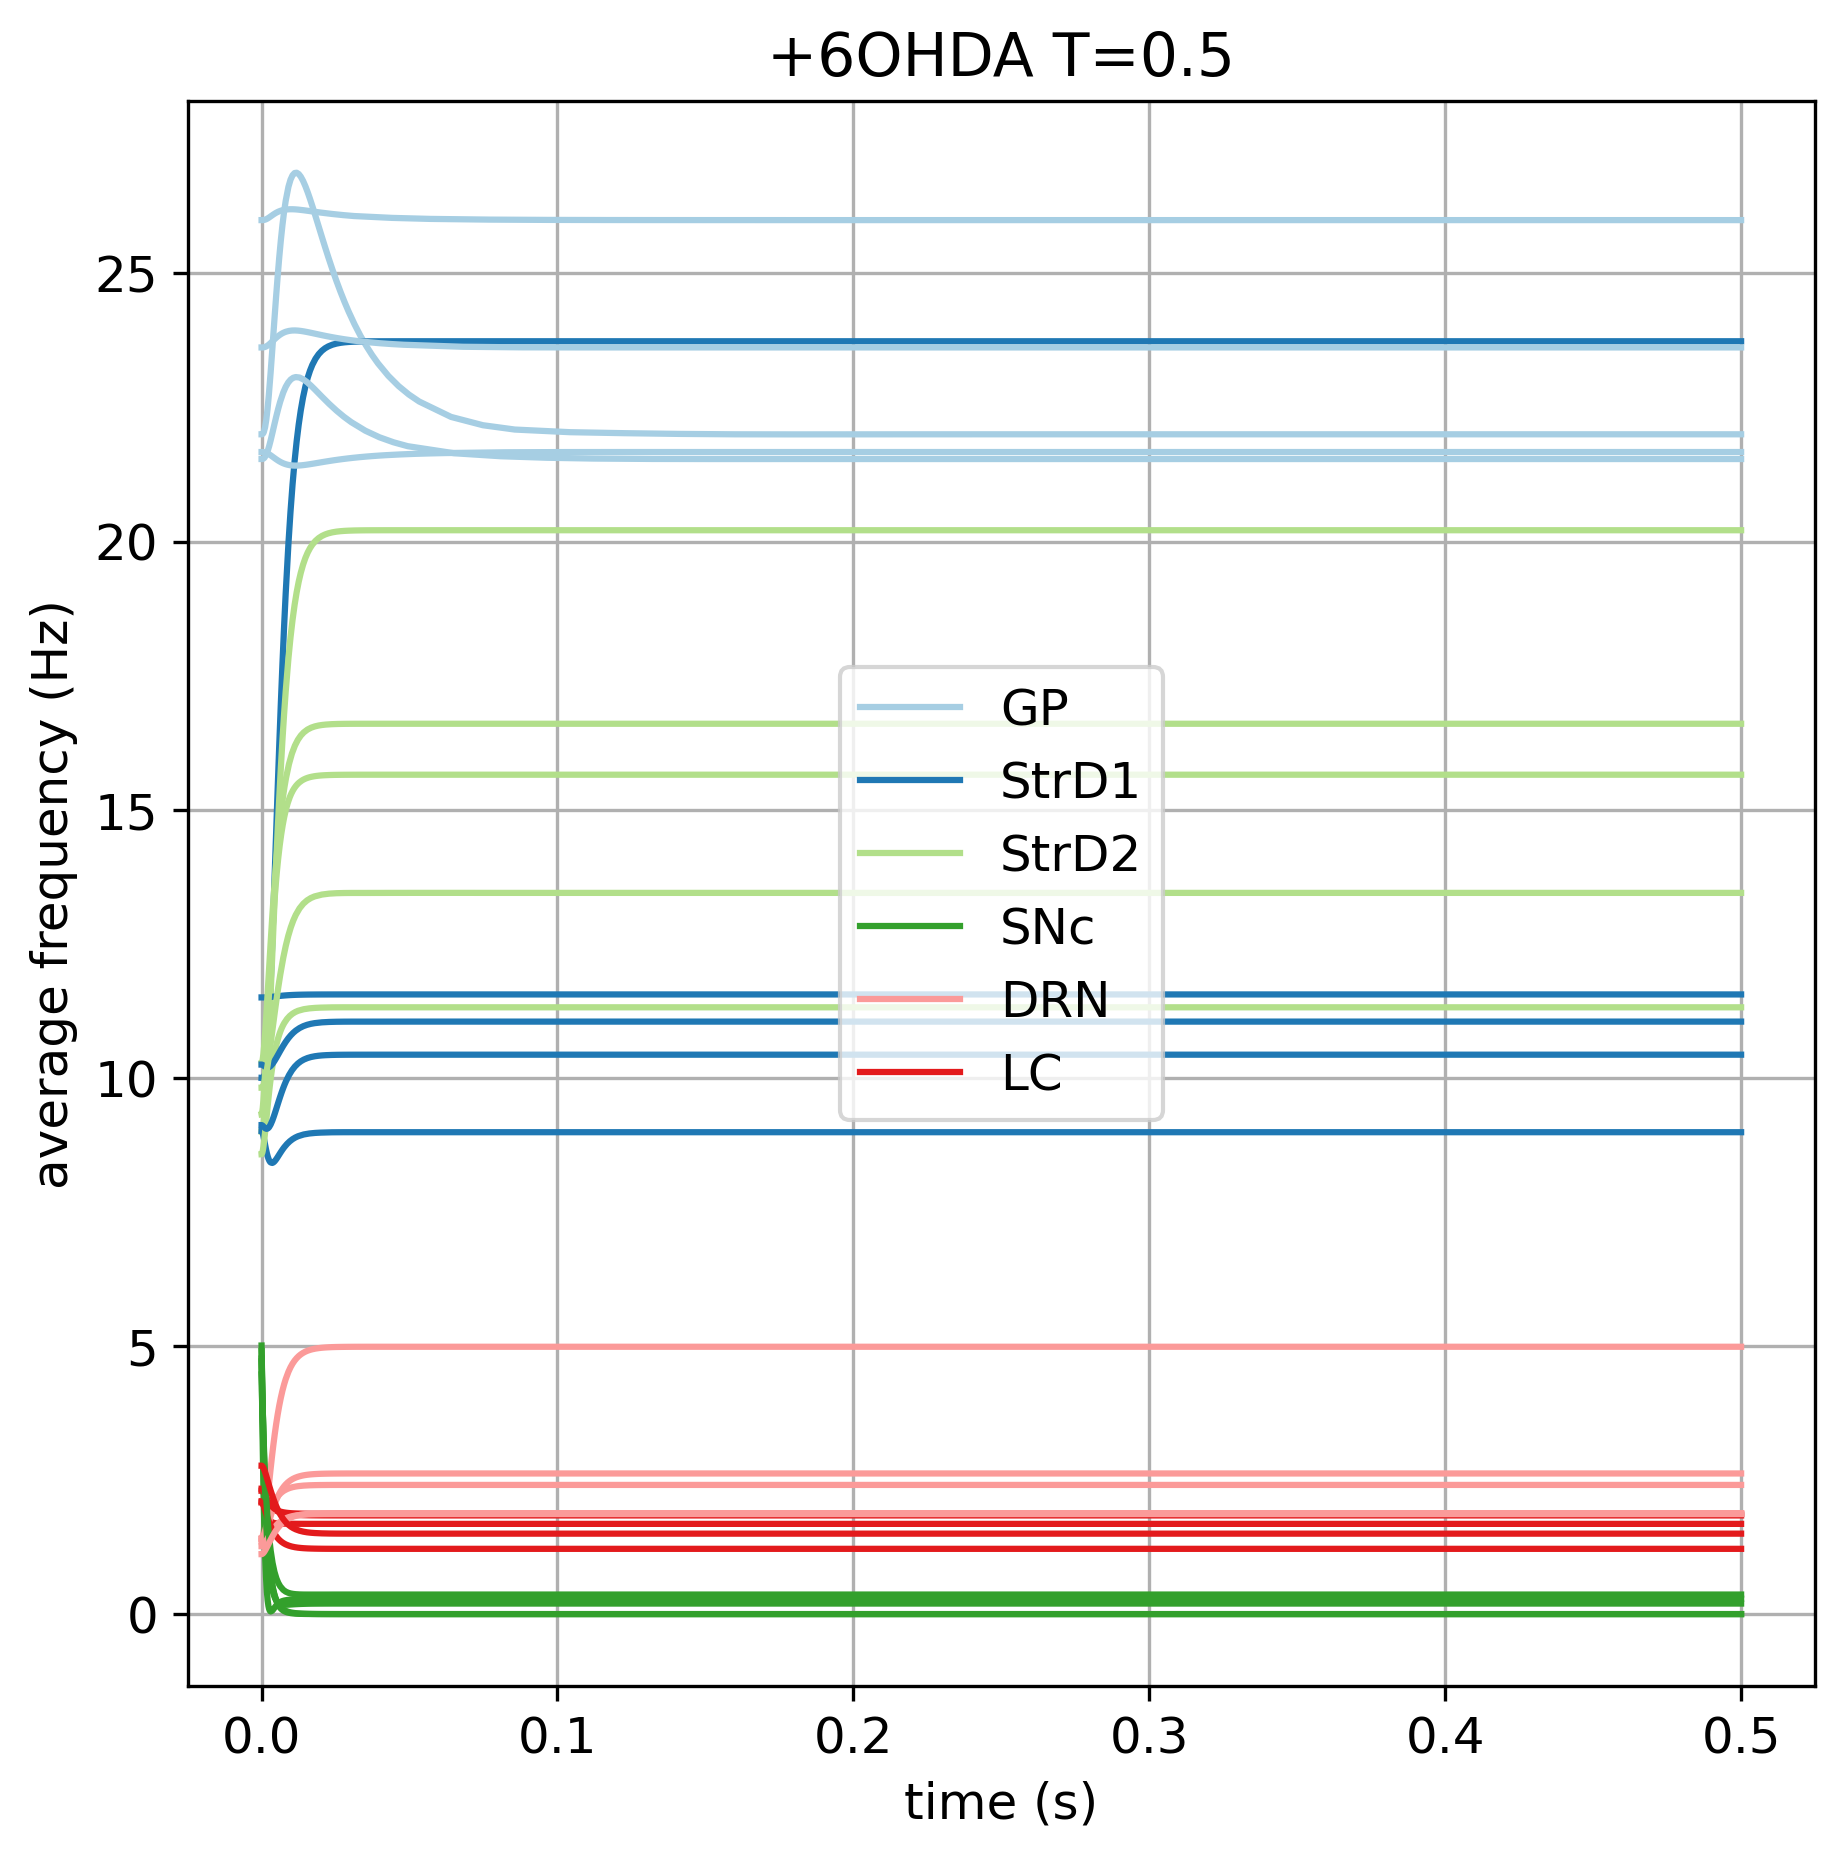 +6OHDA T=0.5
average frequency (Hz)
25
20
15
10
5
0
GP
StrD1
StrD2
SNc
DRN
LC
0.0 0.1 0.2 0.3 0.4 0.5
time (s)